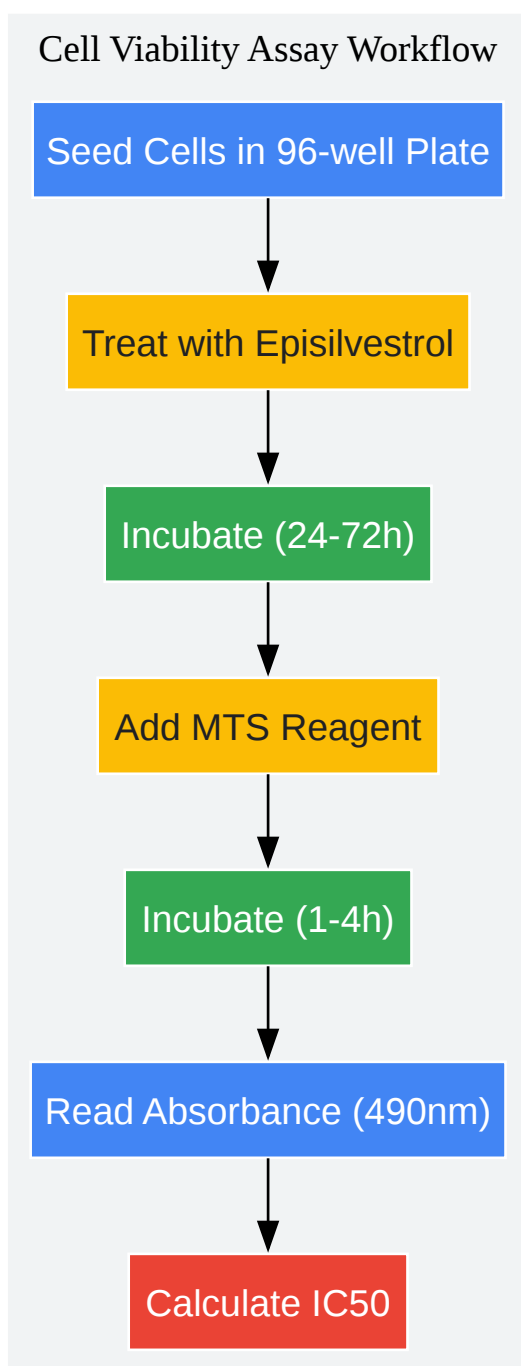 Cell Viability Assay Workflow
Seed Cells in 96-well Plate
Treat with Episilvestrol
Incubate (24-72h)
Add MTS Reagent
Incubate (1-4h)
Read Absorbance (490nm)
Calculate IC50